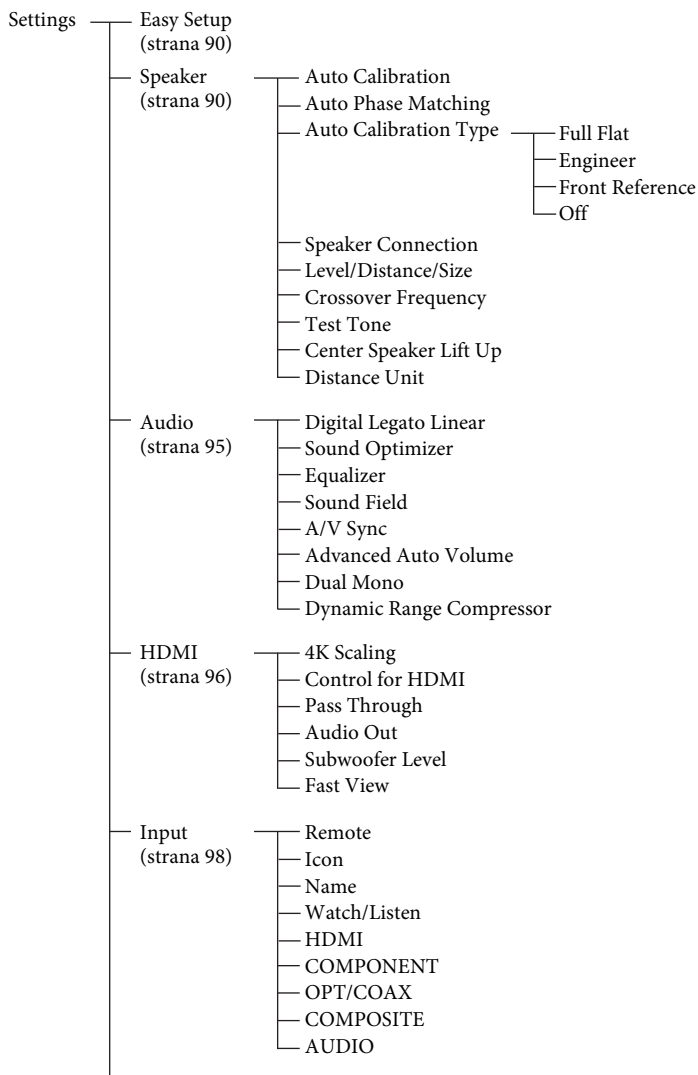 Settings
Easy Setup
(strana 90)
Speaker
(strana 90)
Auto Calibration
Auto Phase Matching
Auto Calibration Type
Full Flat
Engineer
Front Reference
Off
Speaker Connection
Level/Distance/Size
Crossover Frequency
Test Tone
Center Speaker Lift Up
Distance Unit
Audio
(strana 95)
Digital Legato Linear
Sound Optimizer
Equalizer
Sound Field
A/V Sync
Advanced Auto Volume
Dual Mono
Dynamic Range Compressor
HDMI
(strana 96)
4K Scaling
Control for HDMI
Pass Through
Audio Out
Subwoofer Level
Fast View
Input
(strana 98)
Remote
Icon
Name
Watch/Listen
HDMI
COMPONENT
OPT/COAX
COMPOSITE
AUDIO